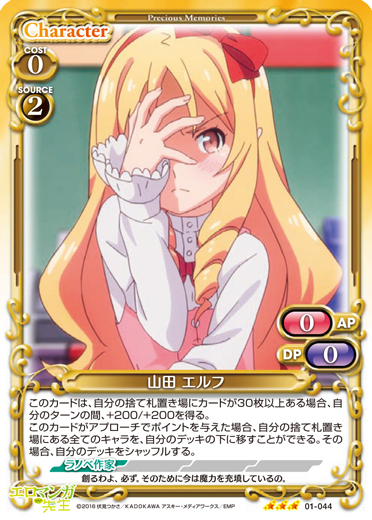 Precious Memories
Character
COST
0
SOURCE
2
0 AP
DP 0
山田 エルフ
このカードは、自分の捨て札置き場にカードが30枚以上ある場合、自
分のターンの間、+200/+200を得る。
このカードがアプローチでポイントを与えた場合、自分の捨て札置き
場にある全てのキャラを、自分のデッキの下に移すことができる。その
場合、自分のデッキをシャッフルする。
ラノベ作家
創るわよ、必ず。そのために今は魔力を充填しているの。
エロマンガ先生
©2016 伏見つかさ/KADOKAWA アスキー・メディアワークス/EMP
01-044